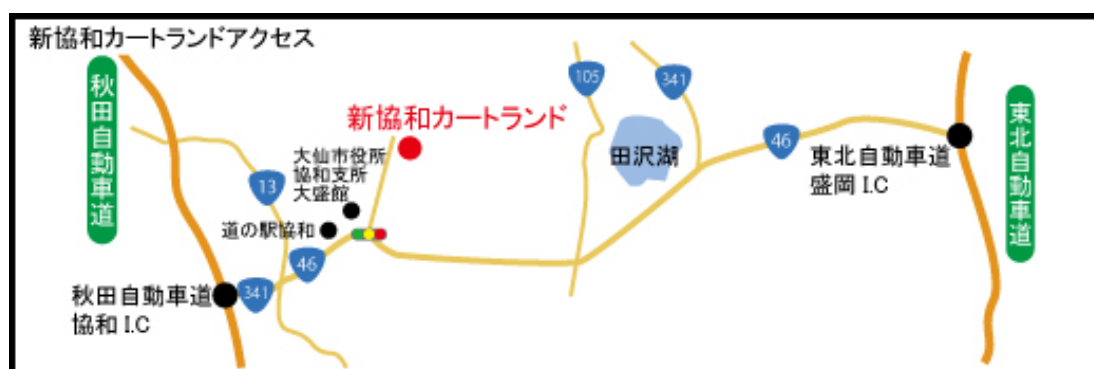 新協和カートランドアクセス
秋田自動車道
13
新協和カートランド
大仙市役所
協和支所
大盛館
道の駅協和
46
341
秋田自動車道
協和 I.C
105
341
田沢湖
46
東北自動車道
盛岡 I.C
東北自動車道